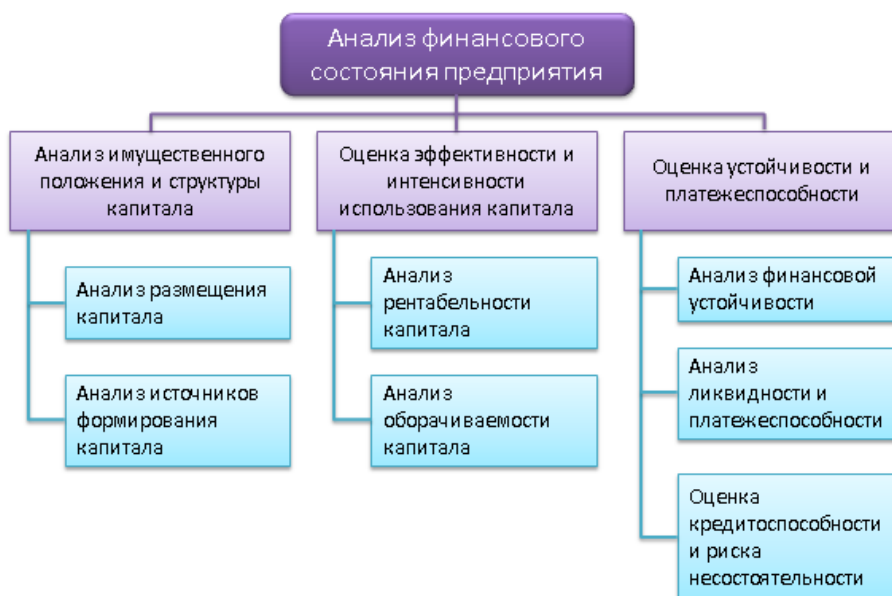 Анализ финансового
состояния предприятия
Анализ имущественного
положения и структуры
капитала
Анализ размещения
капитала
Анализ источников
формирования
капитала
Оценка эффективности и
интенсивности
использования капитала
Анализ
рентабельности
капитала
Анализ
оборачиваемости
капитала
Оценка устойчивости и
платежеспособности
Анализ финансовой
устойчивости
Анализ
ликвидности и
платежеспособности
Оценка
кредитоспособности
и риска
несостоятельности